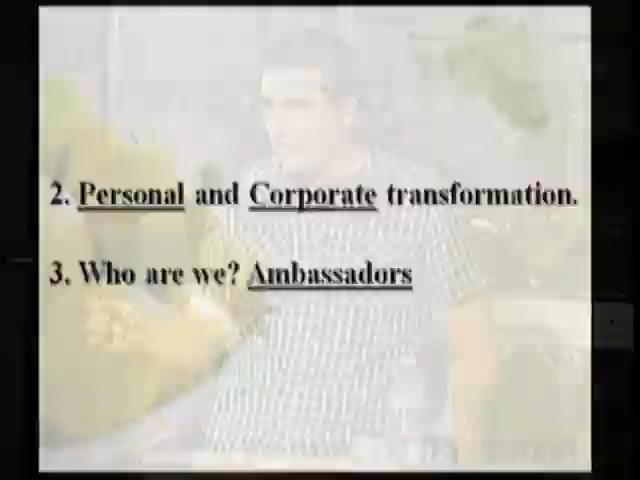 2. Personal and Corporate transformation.
3. Who are we? Ambassadors